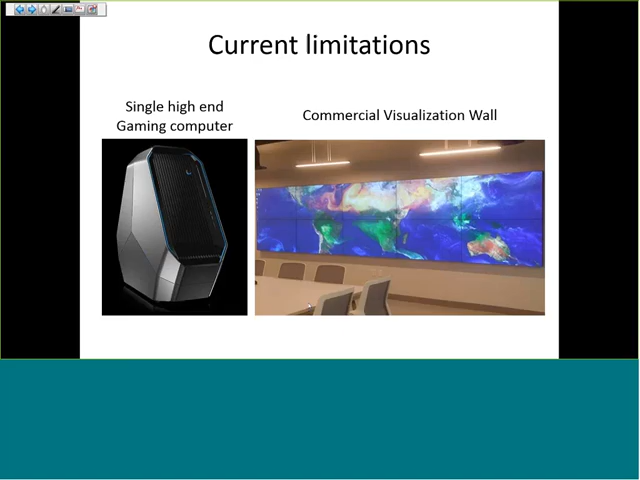 Current limitations
Single high end
Gaming computer
Commercial Visualization Wall